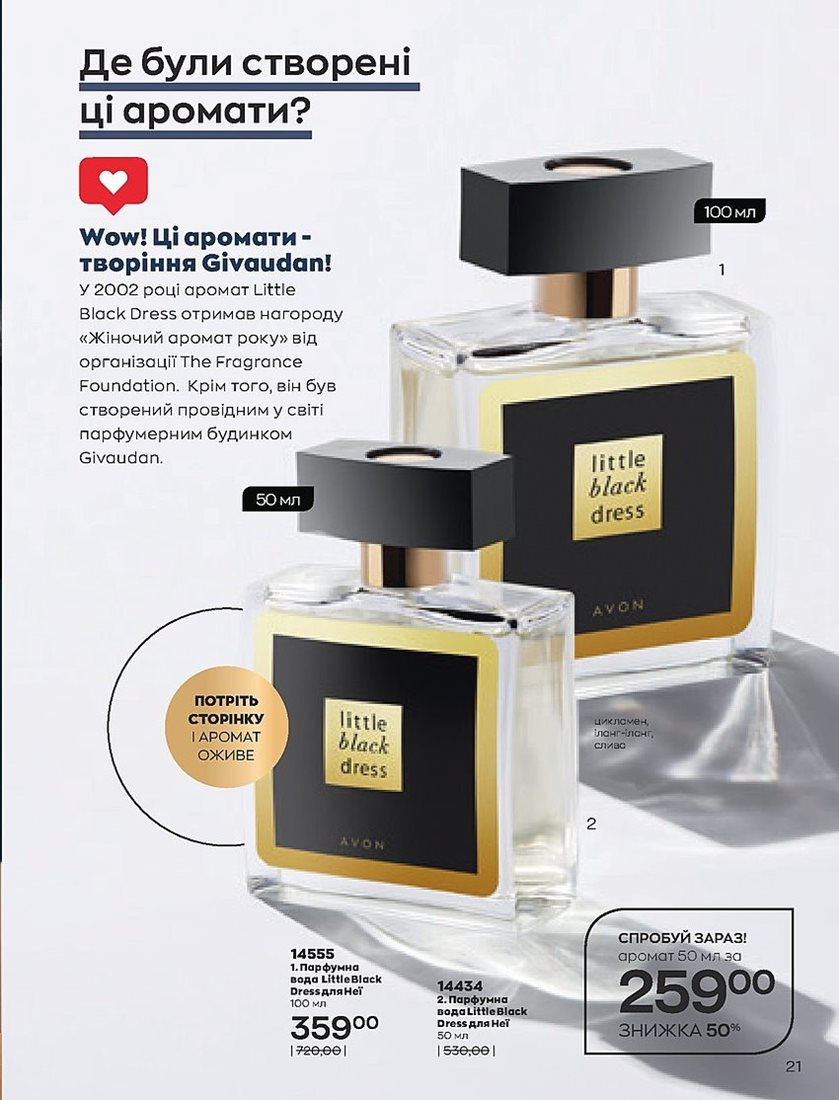 Де були створені
ці аромати?
Wow! Ці аромати -
творіння Givaudan!
У 2002 році аромат Little
Black Dress отримав нагороду
«Жіночий аромат року» від
організації The Fragrance
Foundation. Крім того, він був
створений провідним у світі
парфумерним будинком
Givaudan.
100 мл
1
little
black
dress
AVON
50 мл
ПОТРІТЬ
СТОРІНКУ
І АРОМАТ
ОЖИВЕ
little
black
dress
AVON
цикламен,
іланг-іланг,
слива
2
14555
1. Парфумна
вода Little Black
Dress для Неї
100 мл
359⁰⁰
|720,00|
14434
2. Парфумна
вода Little Black
Dress для Неї
50 мл
|530,00|
СПРОБУЙ ЗАРАЗ!
аромат 50 мл за
259⁰⁰
ЗНИЖКА 50%
21